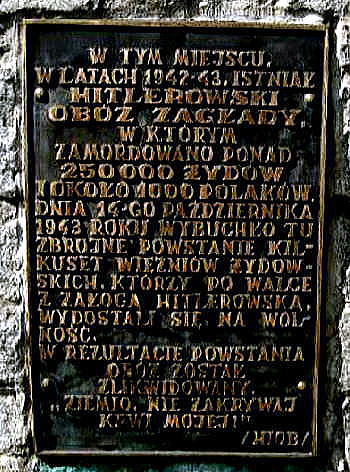 W TYM MIEJSCU,
W LATACH 1942-43, ISTNIAŁ
HITLEROWSKI
OBÓZ ZAGŁADY,
W KTÓRYM
ZAMORDOWANO PONAD
250000 ŻYDÓW
I OKOŁO 1000 POLAKÓW.
DNIA 14-GO PAŹDZIERNIKA
1943 ROKU WYBUCHŁO TU
ZBROJNE POWSTANIE KIL-
KUSET WIĘŹNIÓW ŻYDOW-
SKICH, KTÓRZY PO WALCE
Z ZAŁOGĄ HITLEROWSKĄ,
WYDOSTALI SIĘ NA WOL-
NOŚĆ.
W REZULTACIE POWSTANIA
OBÓZ ZOSTAŁ
ZLIKWIDOWANY.
„ZIEMIO, NIE ZAKRYWAJ
KRWI MOJEJ!"
/HIOB/